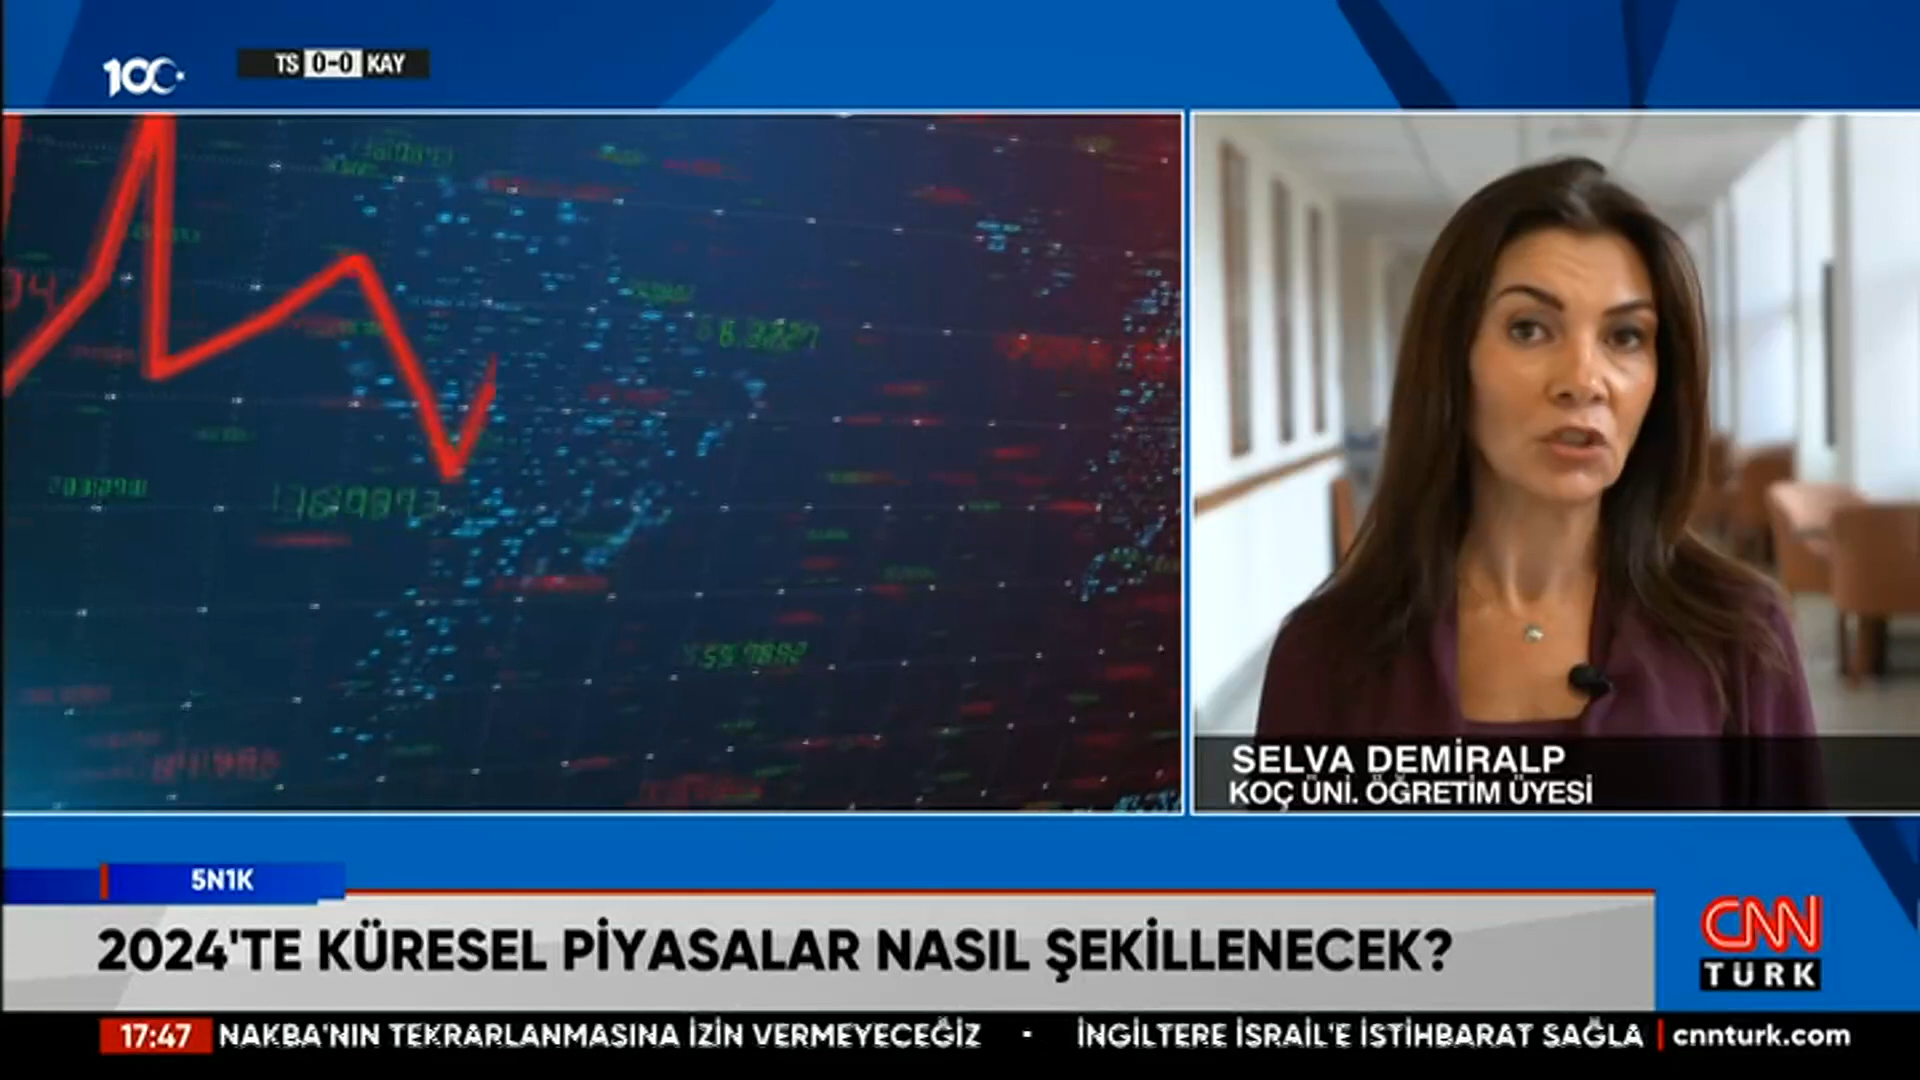 100
TS 0-0 KAY
SELVA DEMİRALP
KOÇ ÜNİ. ÖĞRETİM ÜYESİ
5N1K
2024'TE KÜRESEL PİYASALAR NASIL ŞEKİLLENECEK?
CNN
TÜRK
17:47 NAKBA'NIN TEKRARLANMASINA İZİN VERMEYECEĞİZ - İNGİLTERE İSRAİL'E İSTİHBARAT SAĞLA cnnturk.com